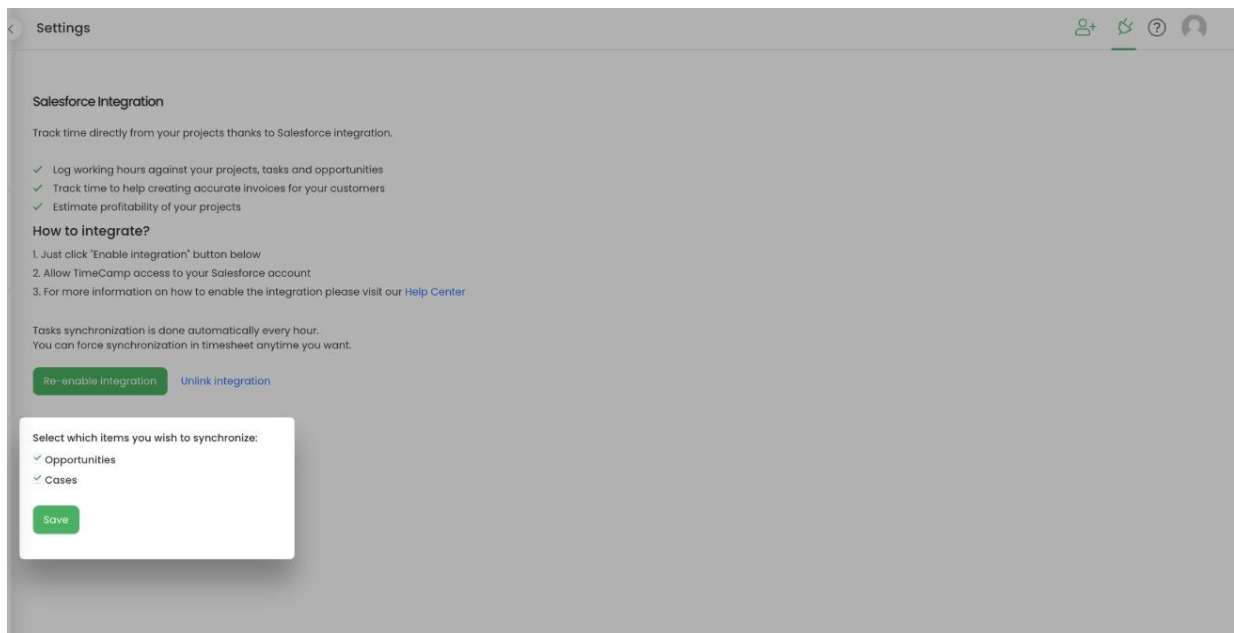 Settings
Salesforce Integration
Track time directly from your projects thanks to Salesforce integration.
Log working hours against your projects, tasks and opportunities
Track time to help creating accurate invoices for your customers
Estimate profitability of your projects
How to integrate?
1. Just click "Enable integration" button below
2. Allow TimeCamp access to your Salesforce account
3. For more information on how to enable the integration please visit our Help Center
Tasks synchronization is done automatically every hour.
You can force synchronization in timesheet anytime you want.
Re-enable integration Unlink integration
Select which items you wish to synchronize:
Opportunities
Cases
Save